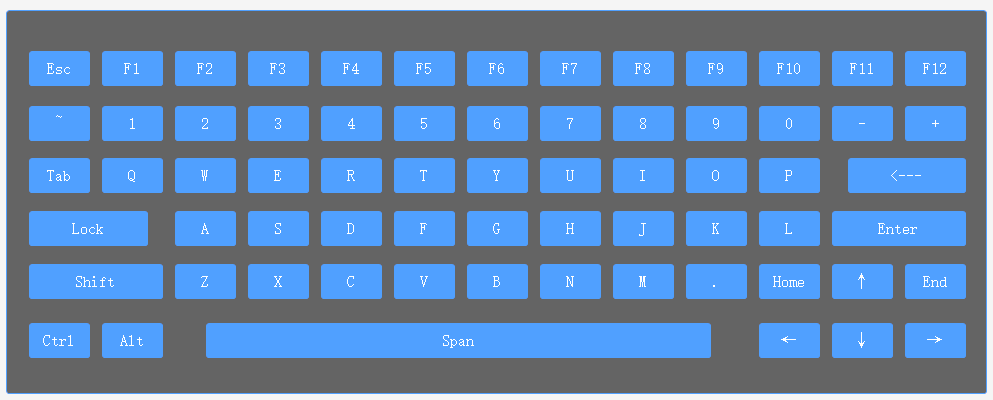 Esc F1 F2 F3 F4 F5 F6 F7 F8 F9 F10 F11 F12
~ 1 2 3 4 5 6 7 8 9 0 - +
Tab Q W E R T Y U I O P <---
Lock A S D F G H J K L Enter
Shift Z X C V B N M . Home ↑ End
Ctrl Alt Span ← ↓ →